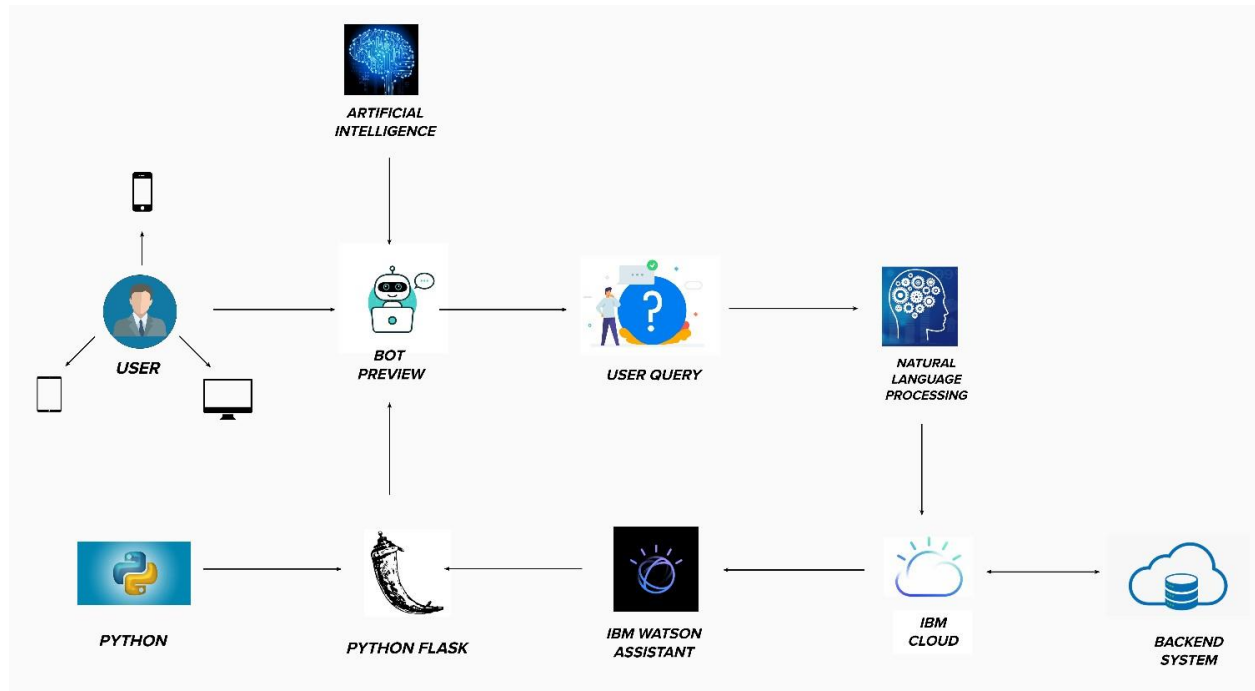 ARTIFICIAL
INTELLIGENCE
USER
BOT
PREVIEW
USER QUERY
NATURAL
LANGUAGE
PROCESSING
PYTHON
PYTHON FLASK
IBM WATSON
ASSISTANT
IBM
CLOUD
BACKEND
SYSTEM